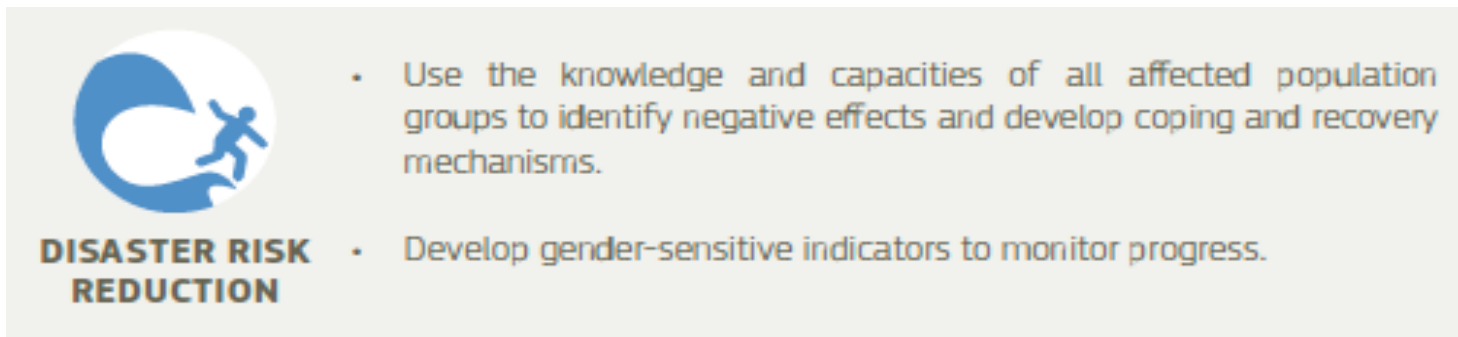 • Use the knowledge and capacities of all affected population
groups to identify negative effects and develop coping and recovery
mechanisms.
DISASTER RISK
REDUCTION
• Develop gender-sensitive indicators to monitor progress.